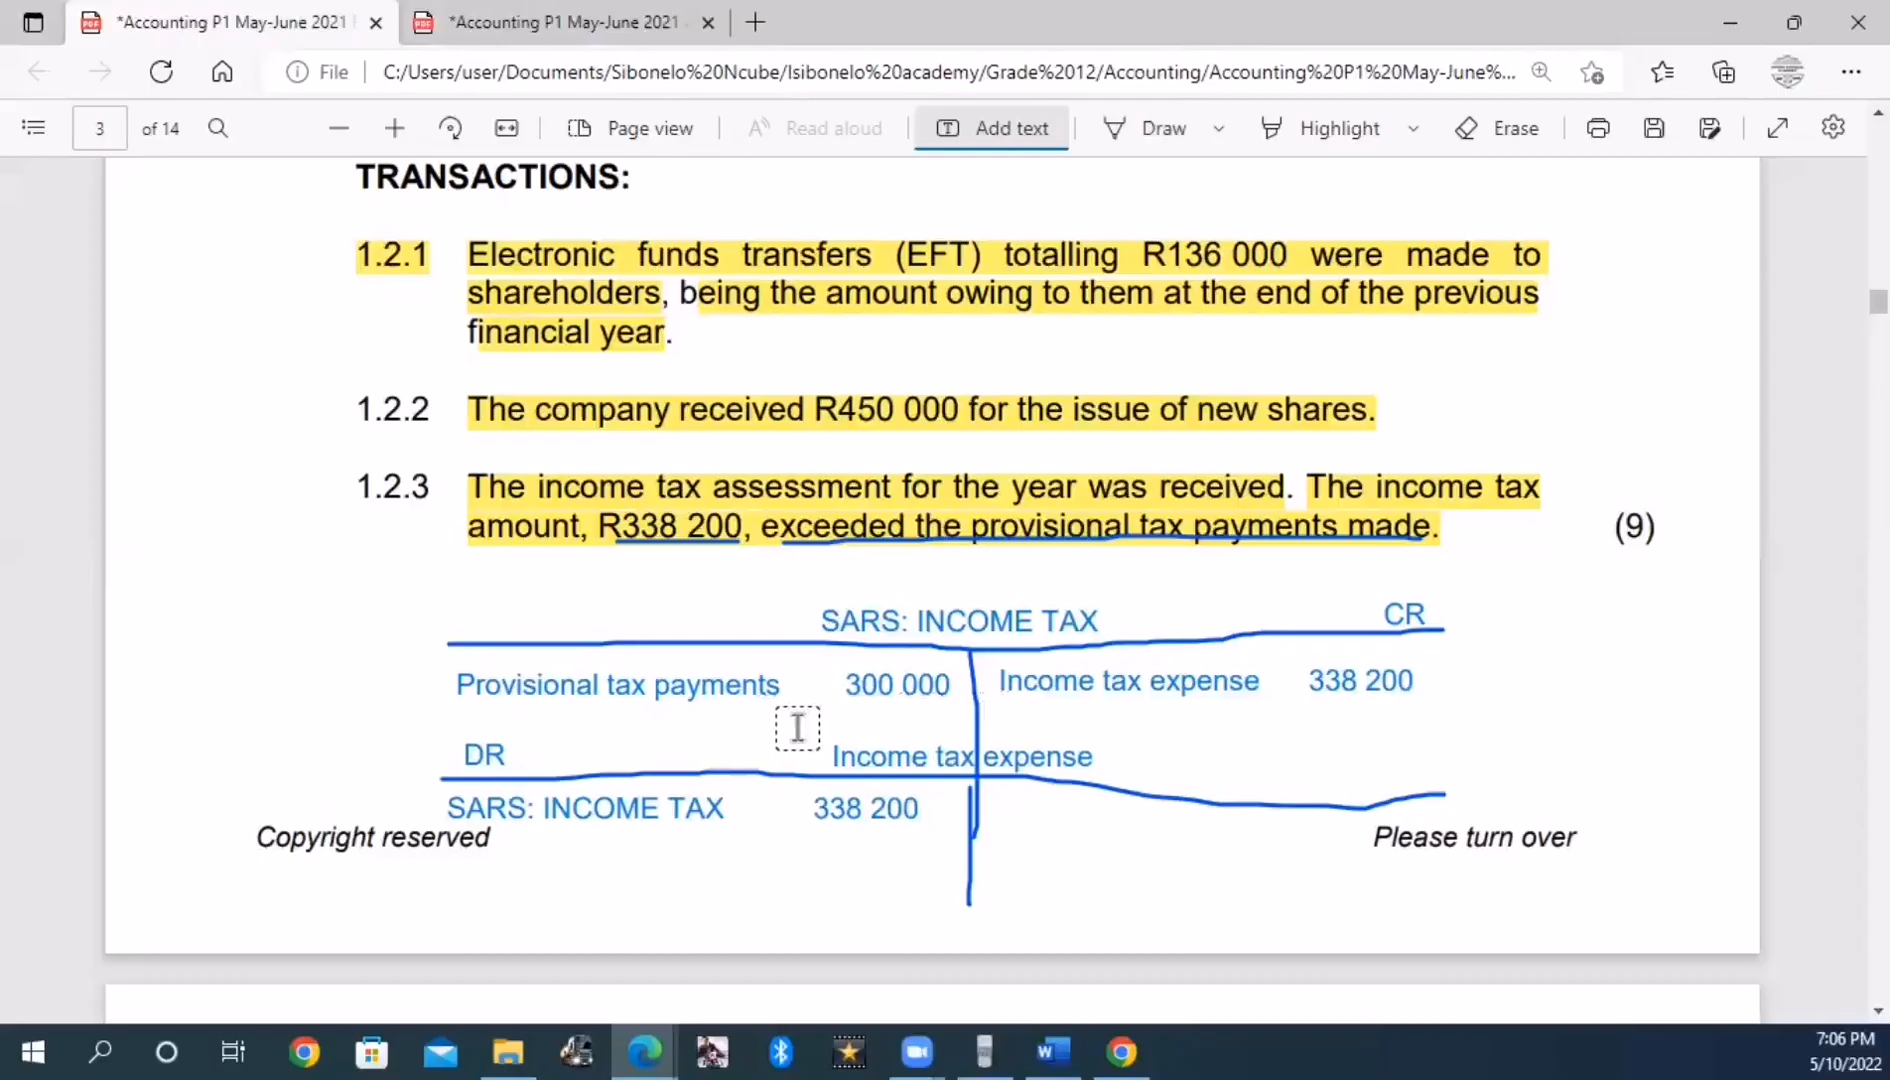 *Accounting P1 May-June 2021
*Accounting P1 May-June 2021
File C:/Users/user/Documents/Sibonelo%20Ncube/Isibonelo%20academy/Grade%2012/Accounting/Accounting%20P1%20May-June%...
3 of 14 Page view Read aloud Add text Draw Highlight Erase
TRANSACTIONS:
1.2.1 Electronic funds transfers (EFT) totalling R136 000 were made to
shareholders, being the amount owing to them at the end of the previous
financial year.
1.2.2 The company received R450 000 for the issue of new shares.
1.2.3 The income tax assessment for the year was received. The income tax
amount, R338 200, exceeded the provisional tax payments made. (9)
SARS: INCOME TAX CR
Provisional tax payments 300 000 Income tax expense 338 200
DR Income tax expense
SARS: INCOME TAX 338 200
Copyright reserved Please turn over
7:06 PM
5/10/2022